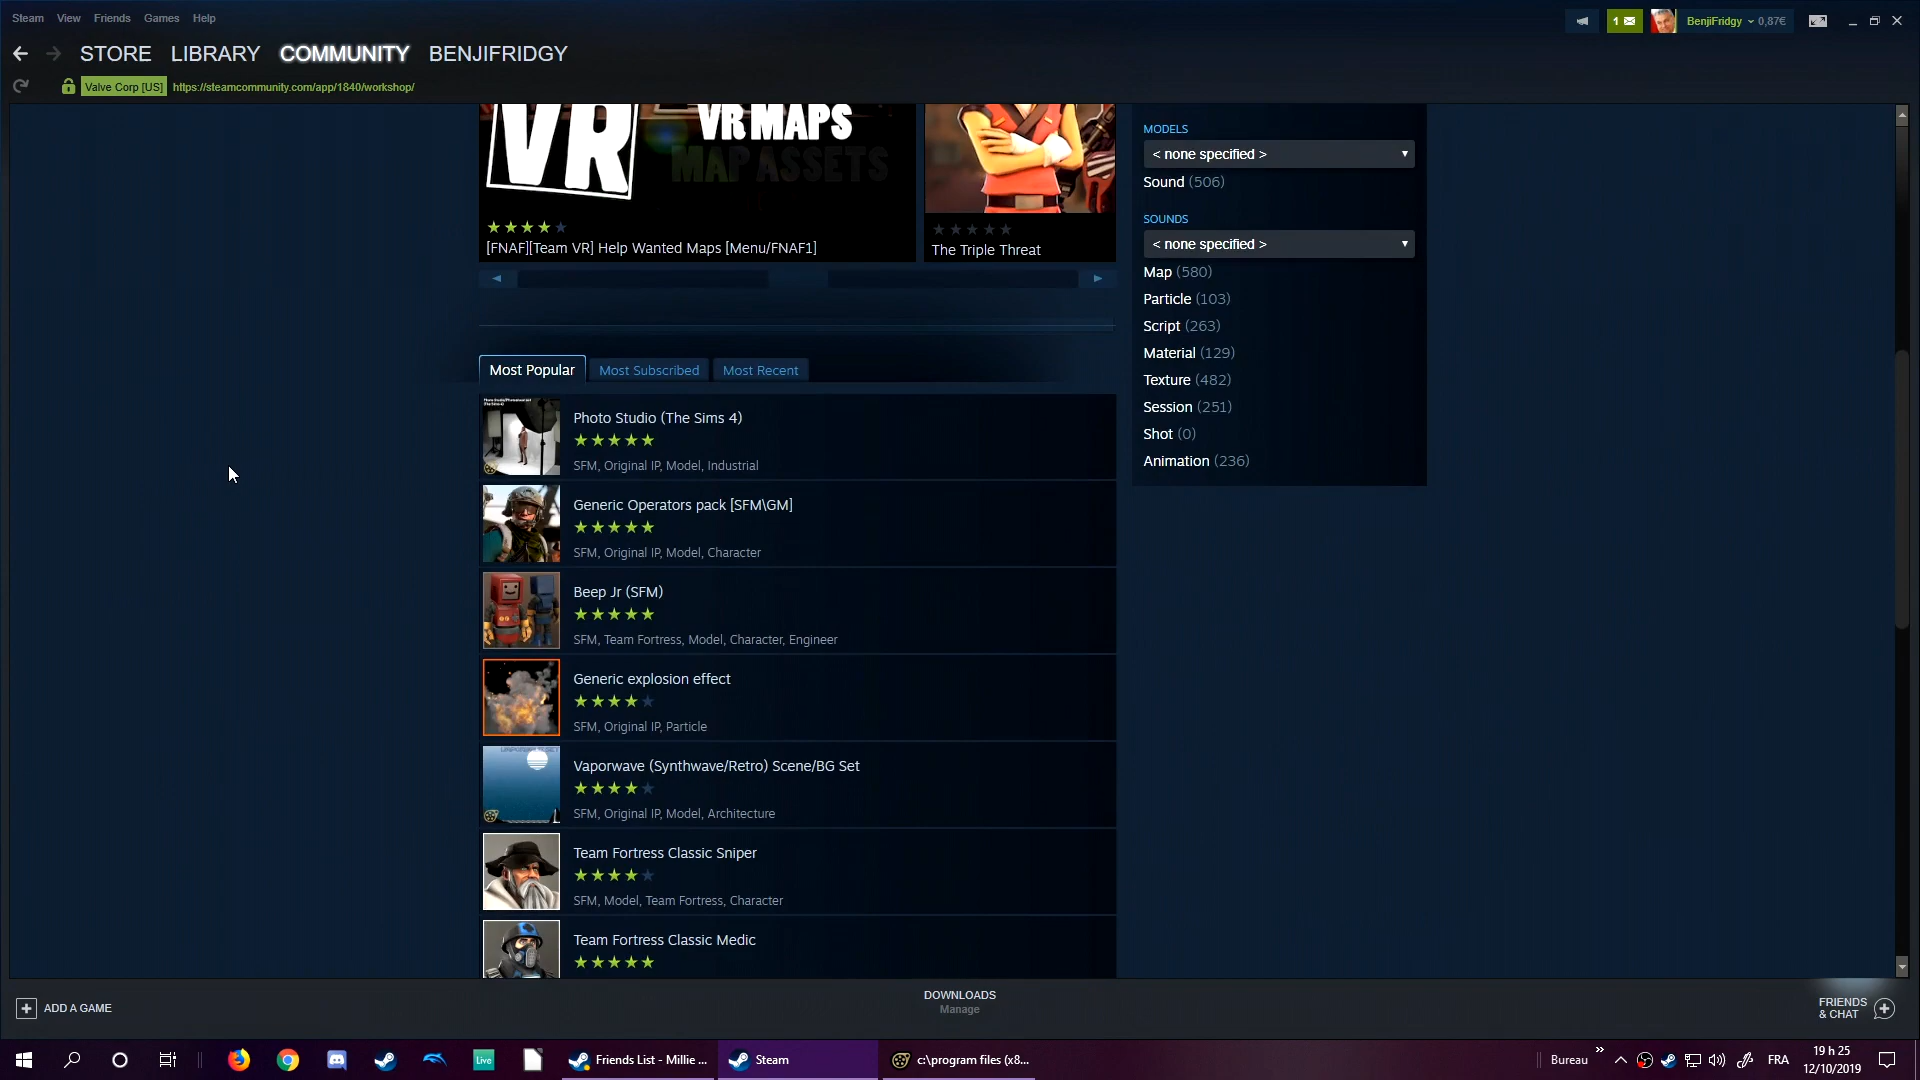 Steam View Friends Games Help
1 BenjiFridgy 0,87€
STORE LIBRARY COMMUNITY BENJIFRIDGY
Valve Corp [US] https://steamcommunity.com/app/1840/workshop/
VR
VR MAPS
MAP ASSETS
[FNAF][Team VR] Help Wanted Maps [Menu/FNAF1]
The Triple Threat
MODELS
< none specified >
Sound (506)
SOUNDS
< none specified >
Map (580)
Particle (103)
Script (263)
Material (129)
Texture (482)
Session (251)
Shot (0)
Animation (236)
Most Popular Most Subscribed Most Recent
Photo Studio (The Sims 4)
SFM, Original IP, Model, Industrial
Generic Operators pack [SFM\GM]
SFM, Original IP, Model, Character
Beep Jr (SFM)
SFM, Team Fortress, Model, Character, Engineer
Generic explosion effect
SFM, Original IP, Particle
Vaporwave (Synthwave/Retro) Scene/BG Set
SFM, Original IP, Model, Architecture
Team Fortress Classic Sniper
SFM, Model, Team Fortress, Character
Team Fortress Classic Medic
ADD A GAME
DOWNLOADS
Manage
FRIENDS
& CHAT
Live
Friends List - Millie ...
Steam
c:\program files (x8...
Bureau
FRA
19 h 25
12/10/2019